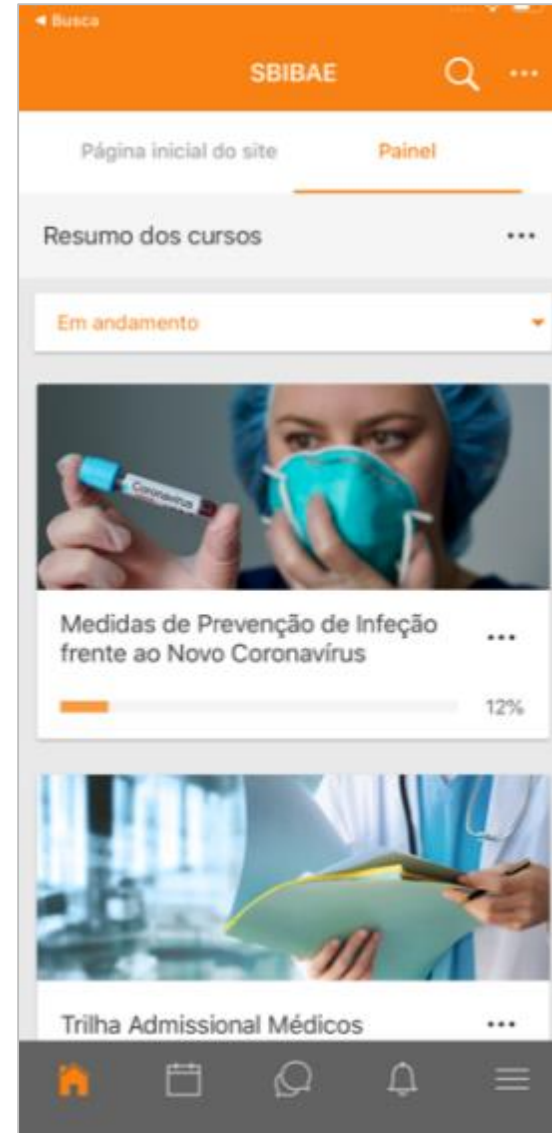 Busca
SBIBAE
Página inicial do site
Painel
Resumo dos cursos
Em andamento
Coronavírus
Medidas de Prevenção de Infeção
frente ao Novo Coronavírus
12%
Trilha Admissional Médicos